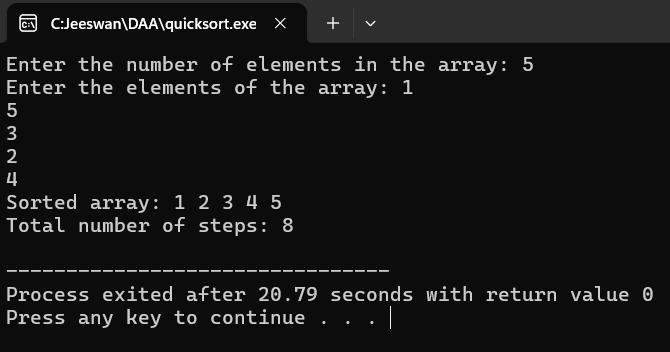 C:Jeeswan\DAA\quicksort.exe
Enter the number of elements in the array: 5
Enter the elements of the array: 1
5
3
2
4
Sorted array: 1 2 3 4 5
Total number of steps: 8
--------------------------------
Process exited after 20.79 seconds with return value 0
Press any key to continue . . .